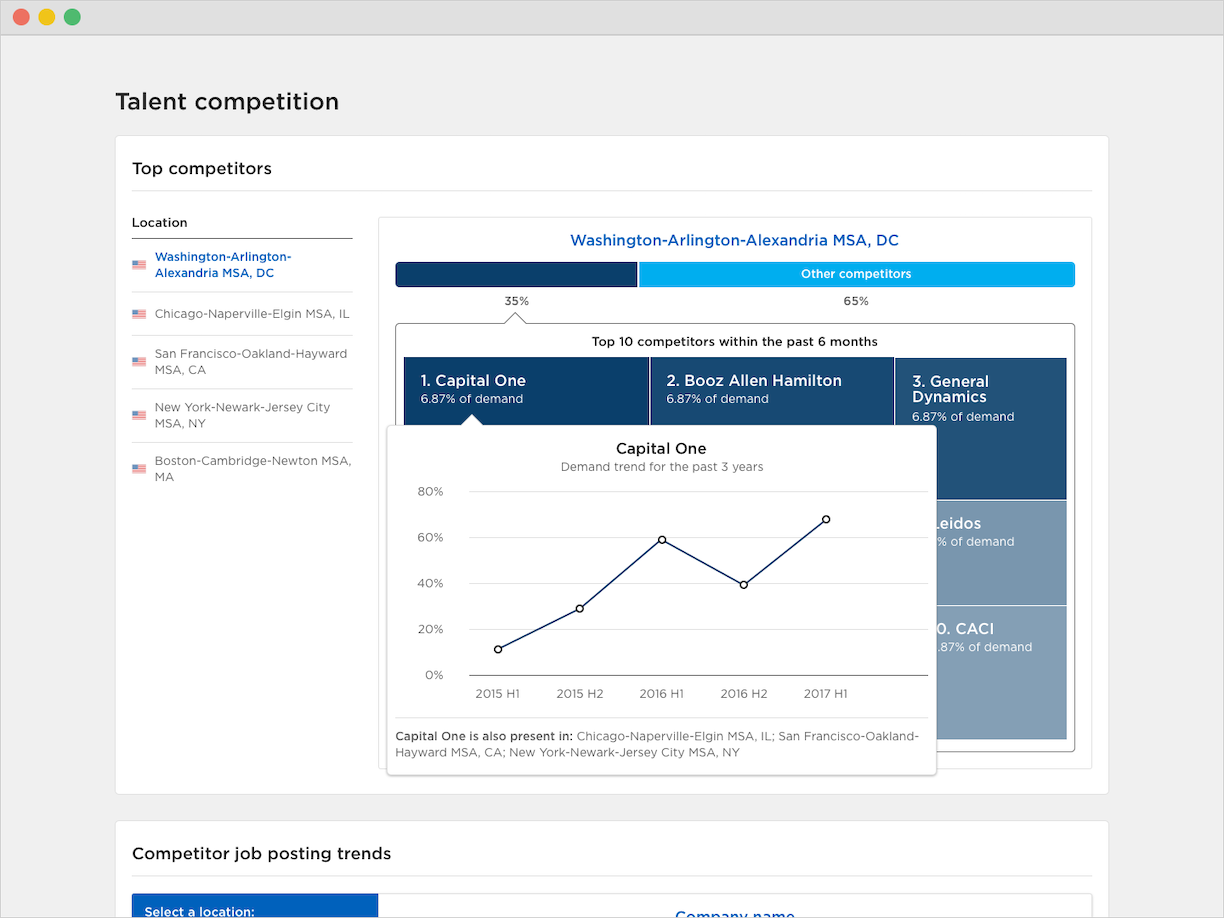 Talent competition
Top competitors
Location
Washington-Arlington-
Alexandria MSA, DC
Chicago-Naperville-Elgin MSA, IL
San Francisco-Oakland-Hayward
MSA, CA
New York-Newark-Jersey City
MSA, NY
Boston-Cambridge-Newton MSA,
MA
Washington-Arlington-Alexandria MSA, DC
Other competitors
35%
65%
Top 10 competitors within the past 6 months
1. Capital One
6.87% of demand
2. Booz Allen Hamilton
6.87% of demand
3. General
Dynamics
6.87% of demand
Leidos
% of demand
0. CACI
.87% of demand
Capital One
Demand trend for the past 3 years
80%
60%
40%
20%
0%
2015 H1
2015 H2
2016 H1
2016 H2
2017 H1
Capital One is also present in: Chicago-Naperville-Elgin MSA, IL; San Francisco-Oakland-
Hayward MSA, CA; New York-Newark-Jersey City MSA, NY
Competitor job posting trends
Select a location:
Company name